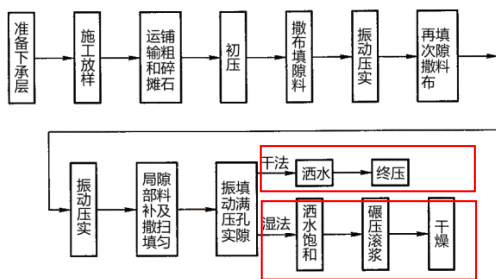 准备下承层
施工放样
运输和摊
铺粗碎石
初压
撒布填隙料
振动压实
再次撒布
填隙料
振动压实
局部补撒填
隙料及扫匀
振动压实
填满孔隙
干法
洒水
终压
湿法
洒水饱和
碾压滚浆
干燥